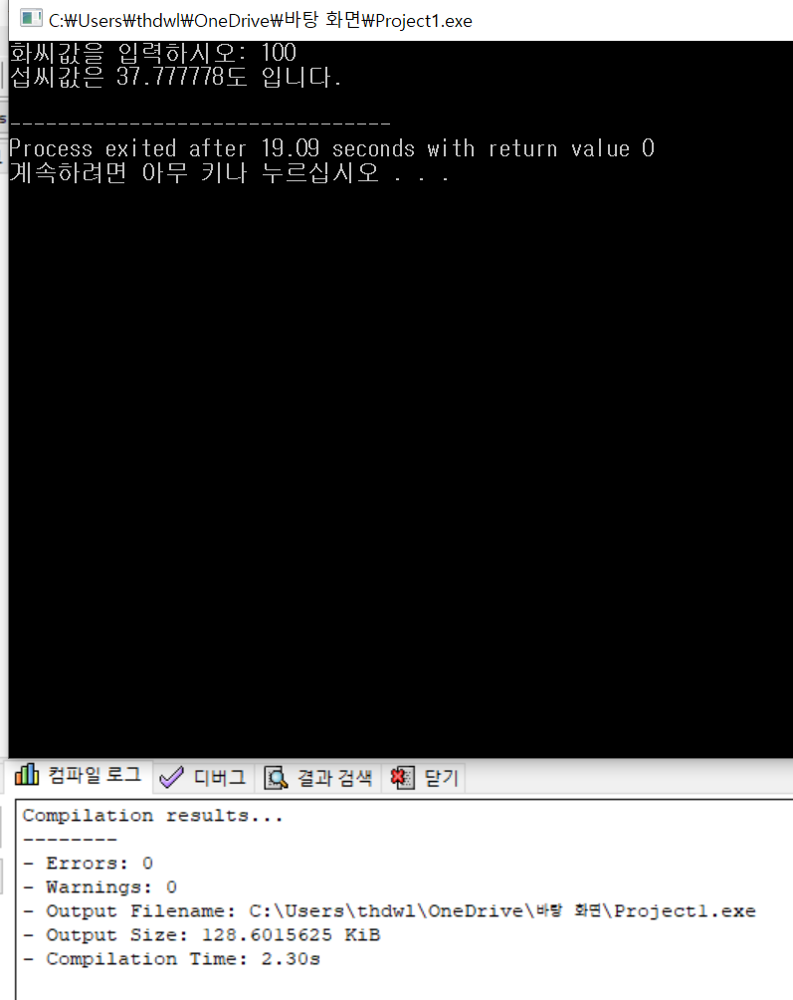 C:₩Users₩thdwl₩OneDrive₩바탕 화면₩Project1.exe
화씨값을 입력하시오: 100
섭씨값은 37.777778도 입니다.
--------------------------------
Process exited after 19.09 seconds with return value 0
계속하려면 아무 키나 누르십시오 . . .
컴파일 로그 디버그 결과 검색 닫기
Compilation results...
--------
- Errors: 0
- Warnings: 0
- Output Filename: C:\Users\thdwl\OneDrive\바탕 화면\Project1.exe
- Output Size: 128.6015625 KiB
- Compilation Time: 2.30s